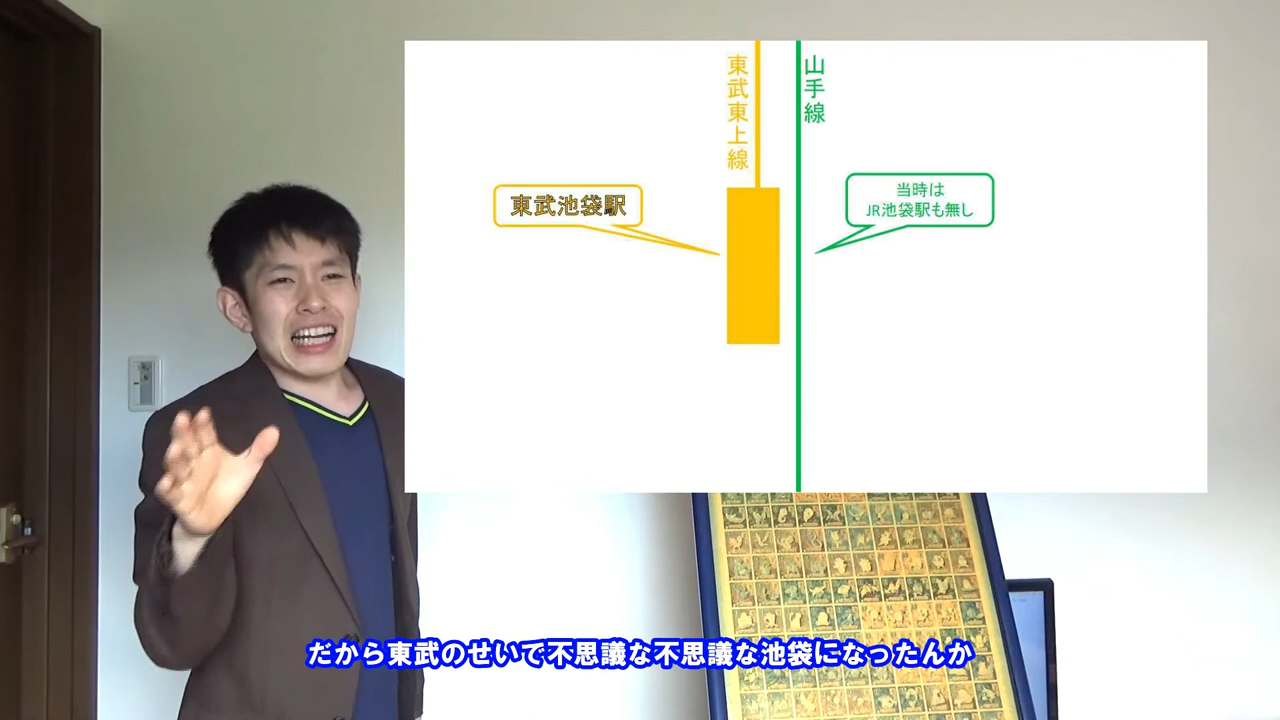 東武東上線
山手線
東武池袋駅
当時は
JR池袋駅も無し
だから東武のせいで不思議な不思議な池袋になったんか